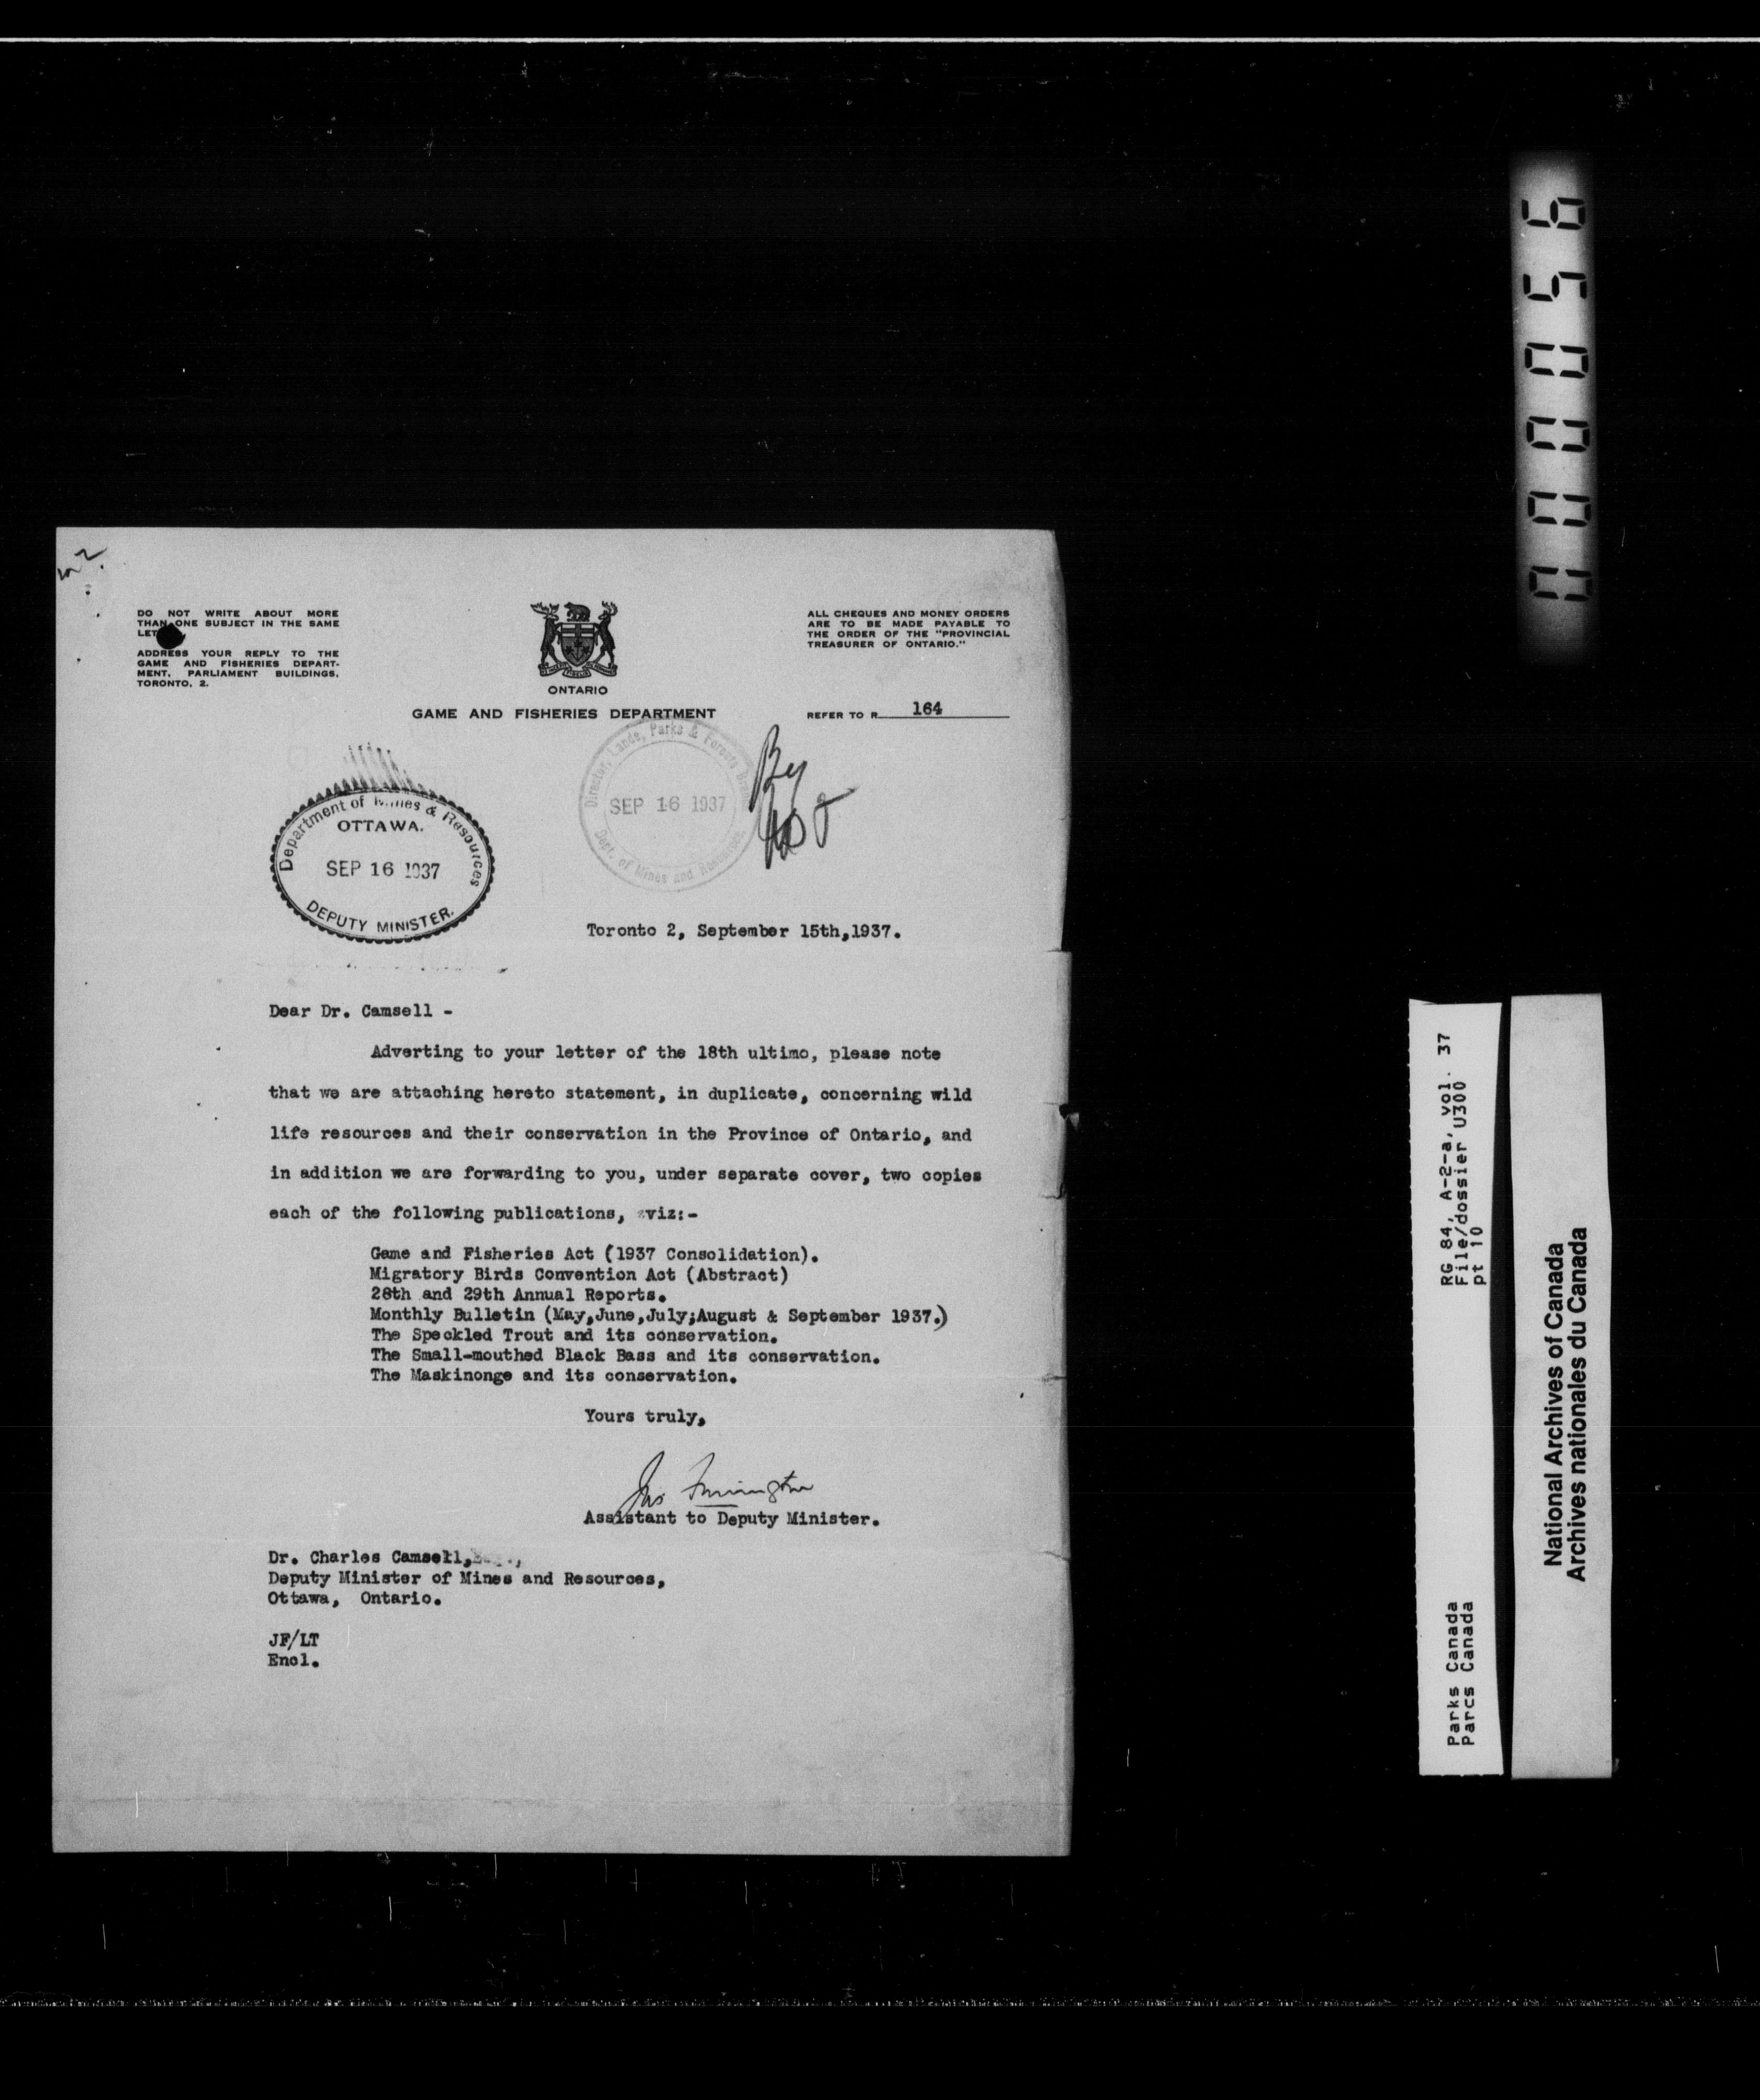 DO NOT WRITE ABOUT MORE
THAN ONE SUBJECT IN THE SAME
LET
ADDRESS YOUR REPLY TO THE
GAME AND FISHERIES DEPART-
MENT, PARLIAMENT BUILDINGS,
TORONTO, 2.
ONTARIO
GAME AND FISHERIES DEPARTMENT
ALL CHEQUES AND MONEY ORDERS
ARE TO BE MADE PAYABLE TO
THE ORDER OF THE "PROVINCIAL
TREASURER OF ONTARIO."
REFER TO R 164
Department of Mines & Resources
OTTAWA.
SEP 16 1937
DEPUTY MINISTER.
Director, Lands, Parks & Forests
SEP 16 1937
Dept. of Mines and Resources
By
Toronto 2, September 15th,1937.
Dear Dr. Camsell -
Adverting to your letter of the 18th ultimo, please note
that we are attaching hereto statement, in duplicate, concerning wild
life resources and their conservation in the Province of Ontario, and
in addition we are forwarding to you, under separate cover, two copies
each of the following publications, viz:-
Game and Fisheries Act (1937 Consolidation).
Migratory Birds Convention Act (Abstract)
28th and 29th Annual Reports.
Monthly Bulletin (May,June,July;August & September 1937.)
The Speckled Trout and its conservation.
The Small-mouthed Black Bass and its conservation.
The Maskinonge and its conservation.
Yours truly,
Assistant to Deputy Minister.
Dr. Charles Camsell,
Deputy Minister of Mines and Resources,
Ottawa, Ontario.
JF/LT
Encl.
000056
RG 84, A-2-a, vol. 37
File/dossier U300
pt 10
Parks Canada
Parcs Canada
National Archives of Canada
Archives nationales du Canada